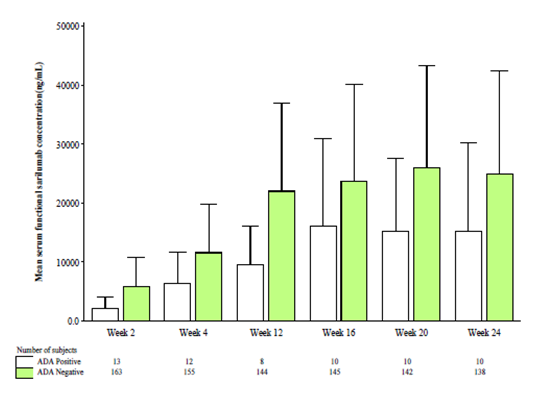 Mean serum functional sarilumab concentration(ng/mL)
50000
40000
30000
20000
10000
0.0
Week 2 Week 4 Week 12 Week 16 Week 20 Week 24
Number of subjects
ADA Positive 13 12 8 10 10 10
ADA Negative 163 155 144 145 142 138